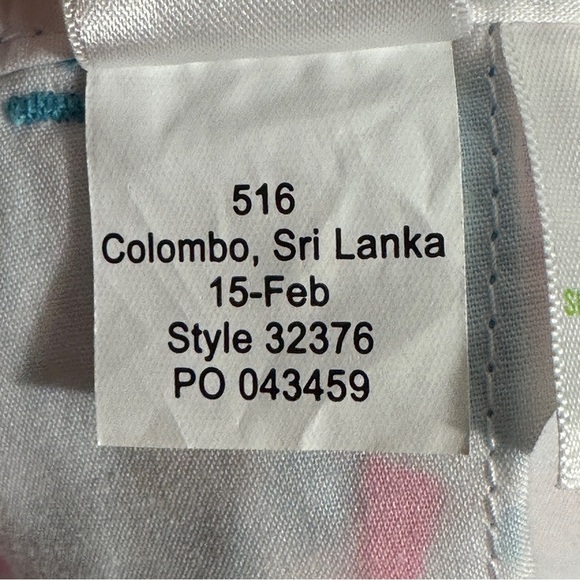 516
Colombo, Sri Lanka
15-Feb
Style 32376
PO 043459